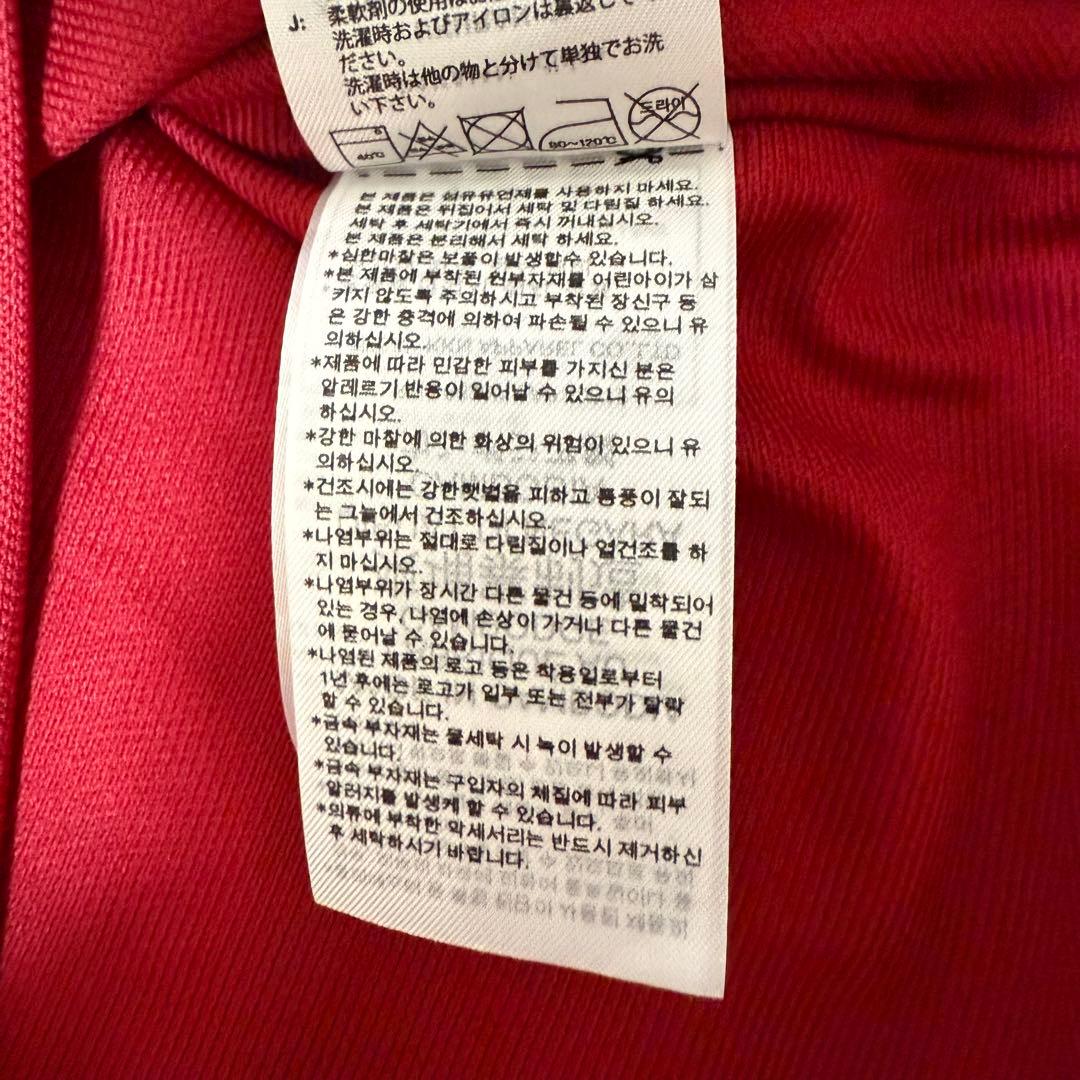 J: 柔軟剤の使用は
洗濯時およびアイロンは裏返して
ださい。
洗濯時は他の物と分けて単独でお洗
い下さい。
40℃ 80~120℃ 드라이
본 제품은 섬유유연제를 사용하지 마세요.
본 제품은 뒤집어서 세탁 및 다림질 하세요.
세탁 후 세탁기에서 즉시 꺼내십시오.
본 제품은 분리해서 세탁 하세요.
*심한마찰은 보풀이 발생할수 있습니다.
*본 제품에 부착된 원부자재를 어린아이가 삼
키지 않도록 주의하시고 부착된 장신구 등
은 강한 충격에 의하여 파손될 수 있으니 유
의하십시오.
*제품에 따라 민감한 피부를 가지신 분은
알레르기 반응이 일어날 수 있으니 유의
하십시오.
*강한 마찰에 의한 화상의 위험이 있으니 유
의하십시오.
*건조시에는 강한햇볕을 피하고 통풍이 잘되
는 그늘에서 건조하십시오.
*나염부위는 절대로 다림질이나 열건조를 하
지 마십시오.
*나염부위가 장시간 다른 물건 등에 밀착되어
있는 경우, 나염에 손상이 가거나 다른 물건
에 묻어날 수 있습니다.
*나염된 제품의 로고 등은 착용일로부터
1년 후에는 로고가 일부 또는 전부가 탈락
할 수 있습니다.
*금속 부자재는 물세탁 시 녹이 발생할 수
있습니다.
*금속 부자재는 구입자의 체질에 따라 피부
알러지를 발생케 할 수 있습니다.
*의류에 부착한 악세서리는 반드시 제거하신
후 세탁하시기 바랍니다.